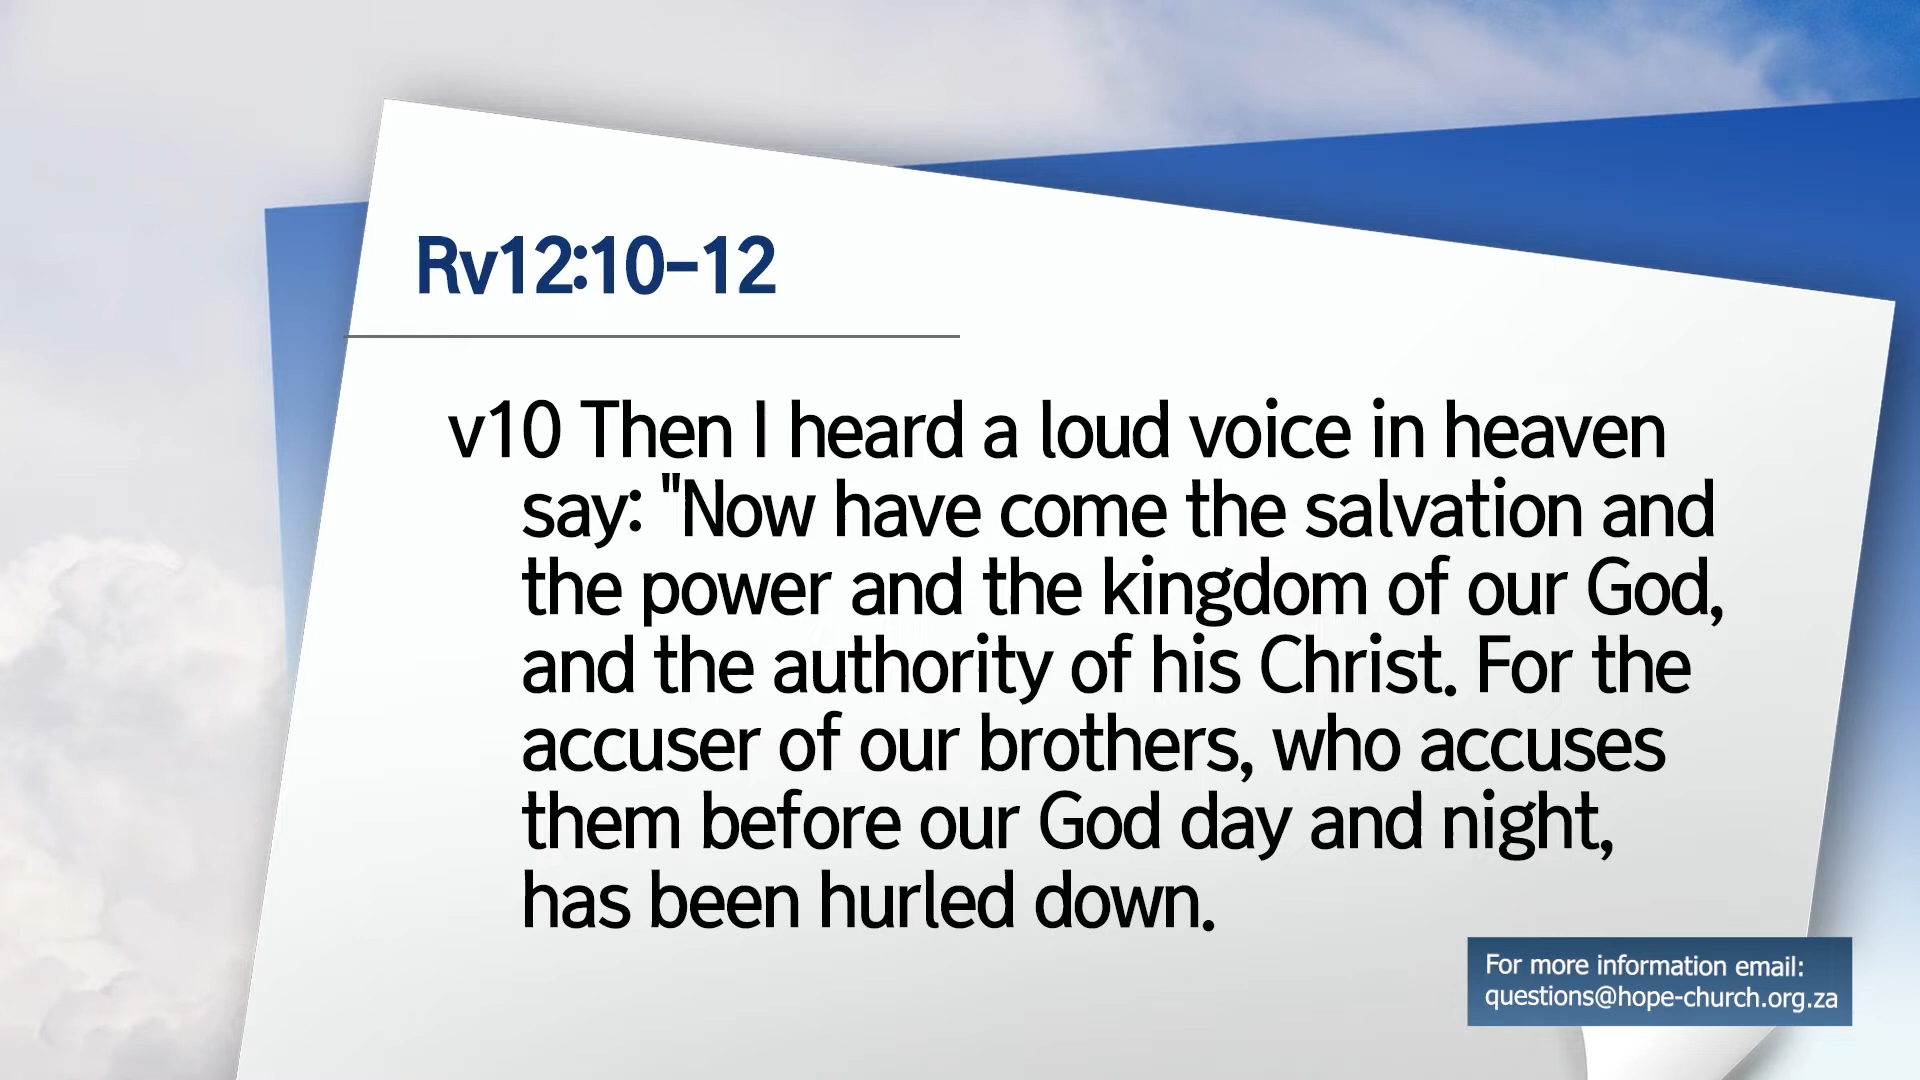 Rv12:10-12
v10 Then I heard a loud voice in heaven
say: "Now have come the salvation and
the power and the kingdom of our God,
and the authority of his Christ. For the
accuser of our brothers, who accuses
them before our God day and night,
has been hurled down.
For more information email:
questions@hope-church.org.za